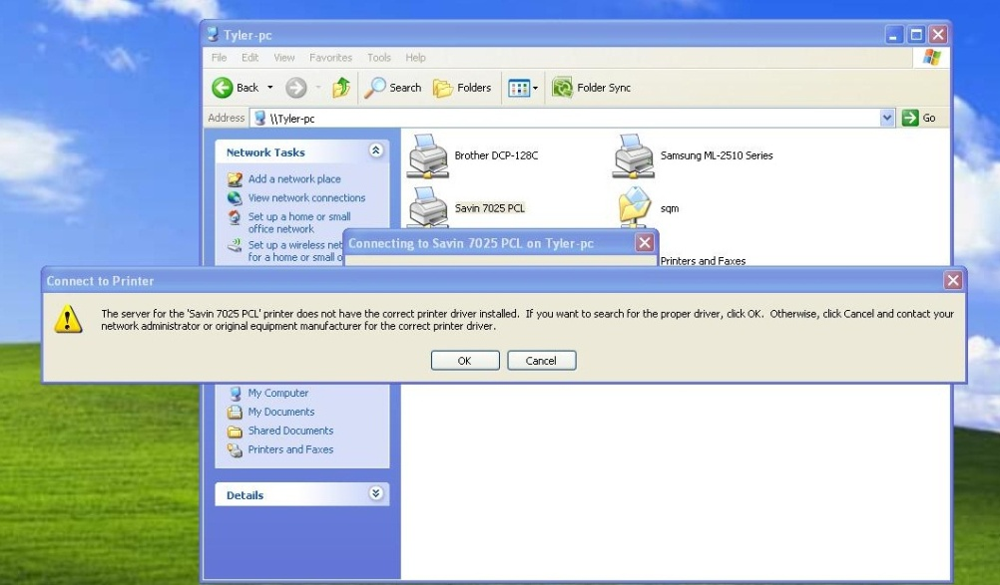 Tyler-pc
File Edit View Favorites Tools Help
Back Search Folders Folder Sync
Address \\Tyler-pc Go
Network Tasks
Add a network place
View network connections
Set up a home or small
office network
Set up a wireless net
for a home or small o
Brother DCP-128C
Samsung ML-2510 Series
Savin 7025 PCL
sqm
Printers and Faxes
Connecting to Savin 7025 PCL on Tyler-pc
Connect to Printer
The server for the 'Savin 7025 PCL' printer does not have the correct printer driver installed. If you want to search for the proper driver, click OK. Otherwise, click Cancel and contact your
network administrator or original equipment manufacturer for the correct printer driver.
OK Cancel
My Computer
My Documents
Shared Documents
Printers and Faxes
Details